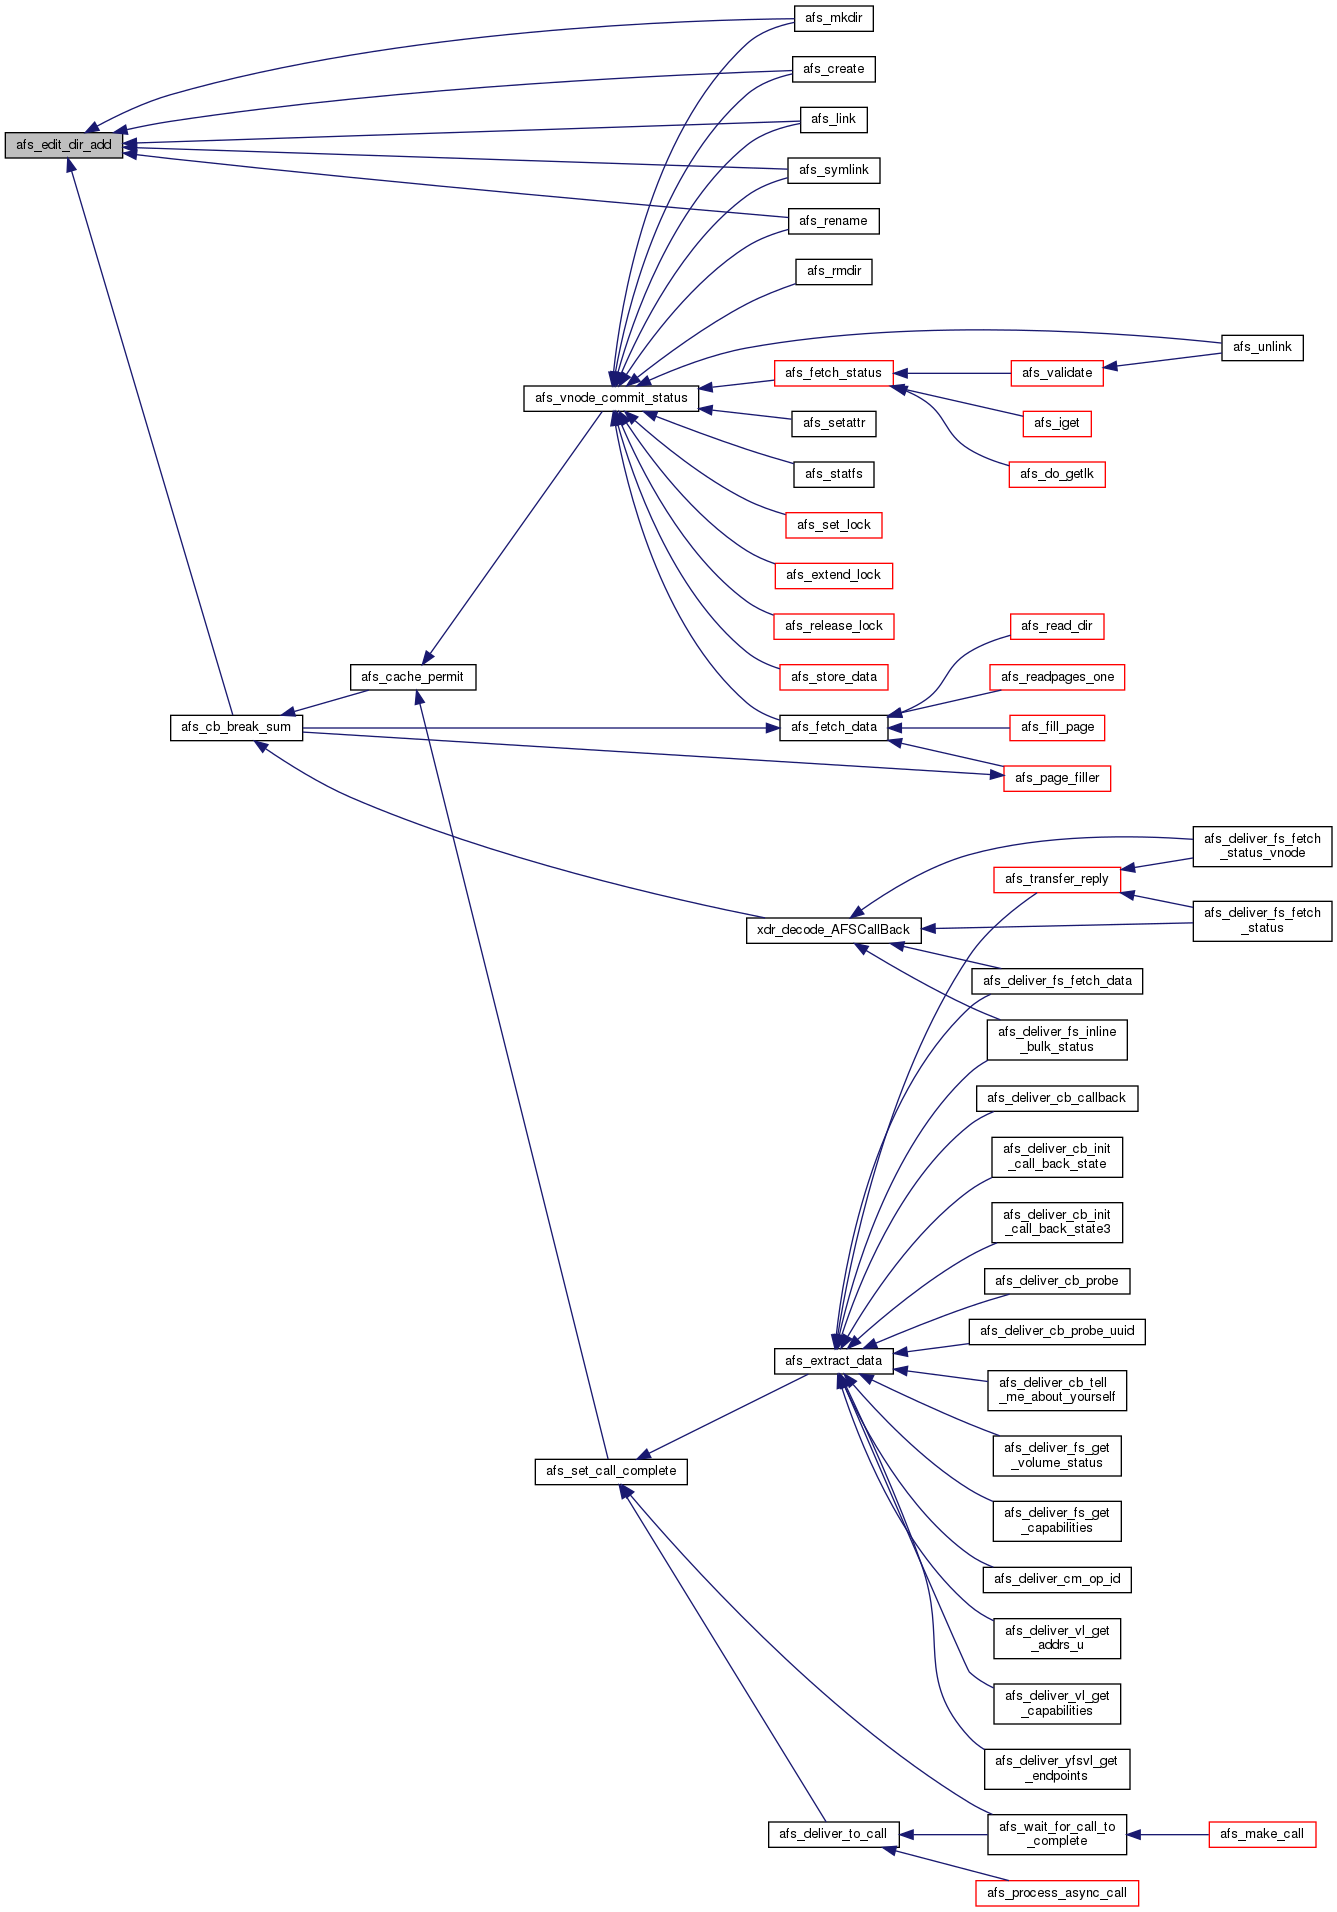 afs_mkdir
afs_create
afs_link
afs_edit_dir_add
afs_symlink
afs_rename
afs_rmdir
afs_unlink
afs_fetch_status
afs_validate
afs_vnode_commit_status
afs_setattr
afs_iget
afs_statfs
afs_do_getlk
afs_set_lock
afs_extend_lock
afs_release_lock
afs_read_dir
afs_cache_permit
afs_store_data
afs_readpages_one
afs_cb_break_sum
afs_fetch_data
afs_fill_page
afs_page_filler
afs_deliver_fs_fetch
_status_vnode
afs_transfer_reply
afs_deliver_fs_fetch
_status
xdr_decode_AFSCallBack
afs_deliver_fs_fetch_data
afs_deliver_fs_inline
_bulk_status
afs_deliver_cb_callback
afs_deliver_cb_init
_call_back_state
afs_deliver_cb_init
_call_back_state3
afs_deliver_cb_probe
afs_deliver_cb_probe_uuid
afs_extract_data
afs_deliver_cb_tell
_me_about_yourself
afs_deliver_fs_get
_volume_status
afs_set_call_complete
afs_deliver_fs_get
_capabilities
afs_deliver_cm_op_id
afs_deliver_vl_get
_addrs_u
afs_deliver_vl_get
_capabilities
afs_deliver_yfsvl_get
_endpoints
afs_deliver_to_call
afs_wait_for_call_to
_complete
afs_make_call
afs_process_async_call